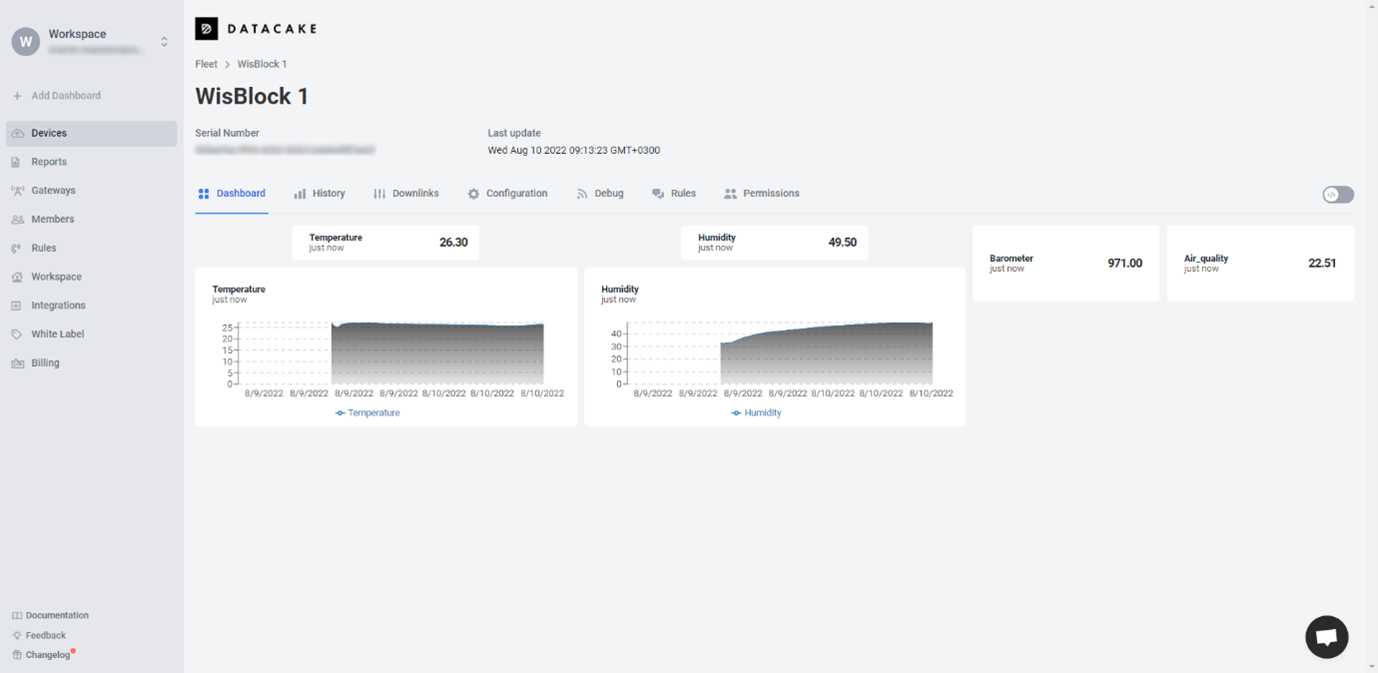 W
Workspace
Add Dashboard
Devices
Reports
Gateways
Members
Rules
Workspace
Integrations
White Label
Billing
Documentation
Feedback
Changelog
DATACAKE
Fleet > WisBlock 1
WisBlock 1
Serial Number
Last update
Wed Aug 10 2022 09:13:23 GMT+0300
Dashboard History Downlinks Configuration Debug Rules Permissions
Temperature
just now
26.30
Humidity
just now
49.50
Barometer
just now
971.00
Air_quality
just now
22.51
Temperature
just now
25
20
15
10
5
0
8/9/2022 8/9/2022 8/9/2022 8/9/2022 8/10/2022 8/10/2022 8/10/2022
Temperature
Humidity
just now
40
30
20
10
0
8/9/2022 8/9/2022 8/9/2022 8/9/2022 8/10/2022 8/10/2022 8/10/2022
Humidity